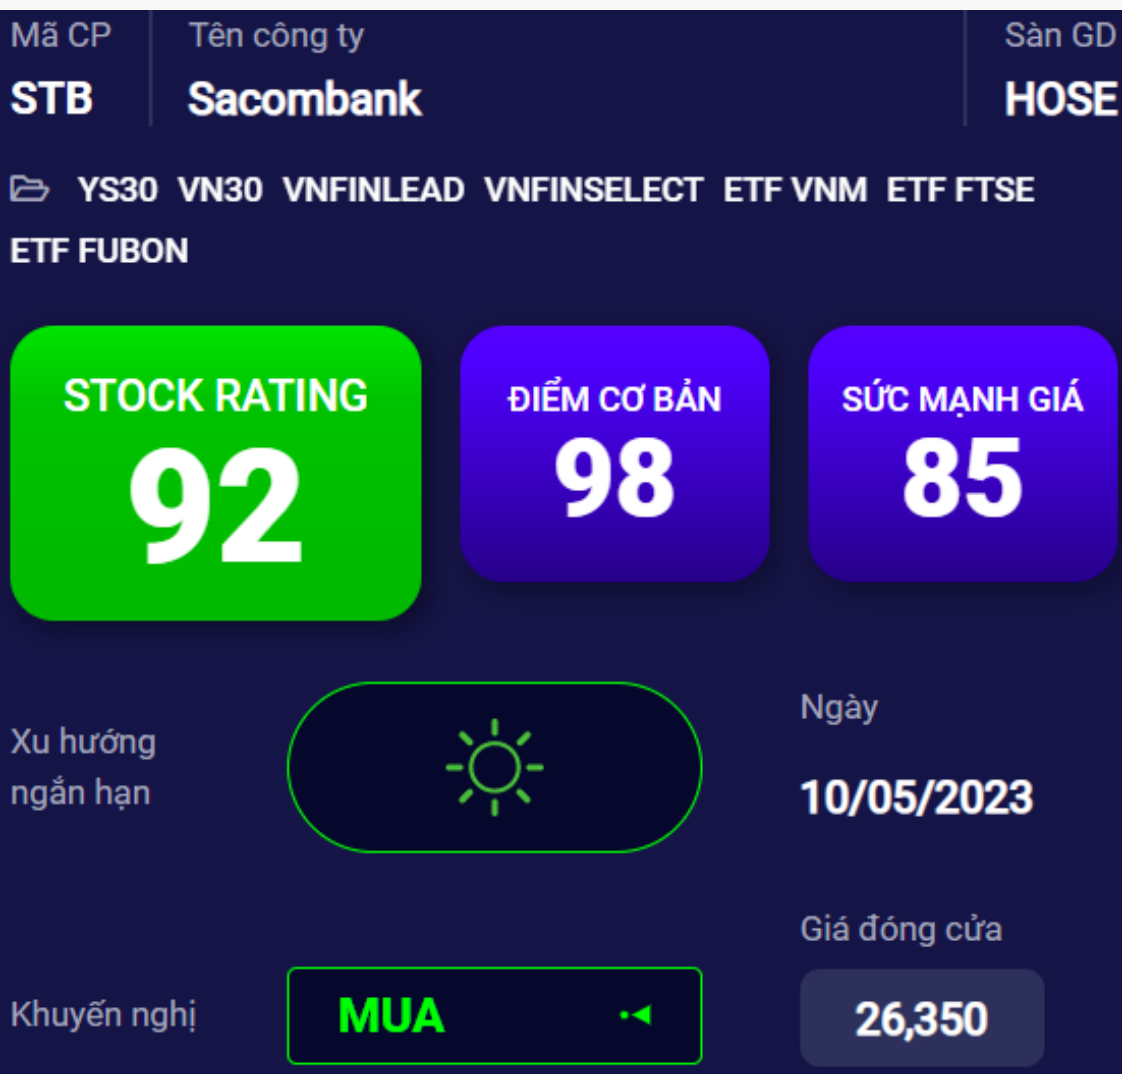 Mã CP Tên công ty Sàn GD
STB Sacombank HOSE
YS30 VN30 VNFINLEAD VNFINSELECT ETF VNM ETF FTSE
ETF FUBON
STOCK RATING ĐIỂM CƠ BẢN SỨC MẠNH GIÁ
92 98 85
Xu hướng
ngắn hạn
Ngày
10/05/2023
Giá đóng cửa
Khuyến nghị MUA 26,350